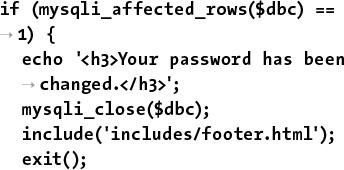 if (mysqli_affected_rows($dbc) ==
→1) {
echo '<h3>Your password has been
→changed.</h3>';
mysqli_close($dbc);
include('includes/footer.html');
exit();